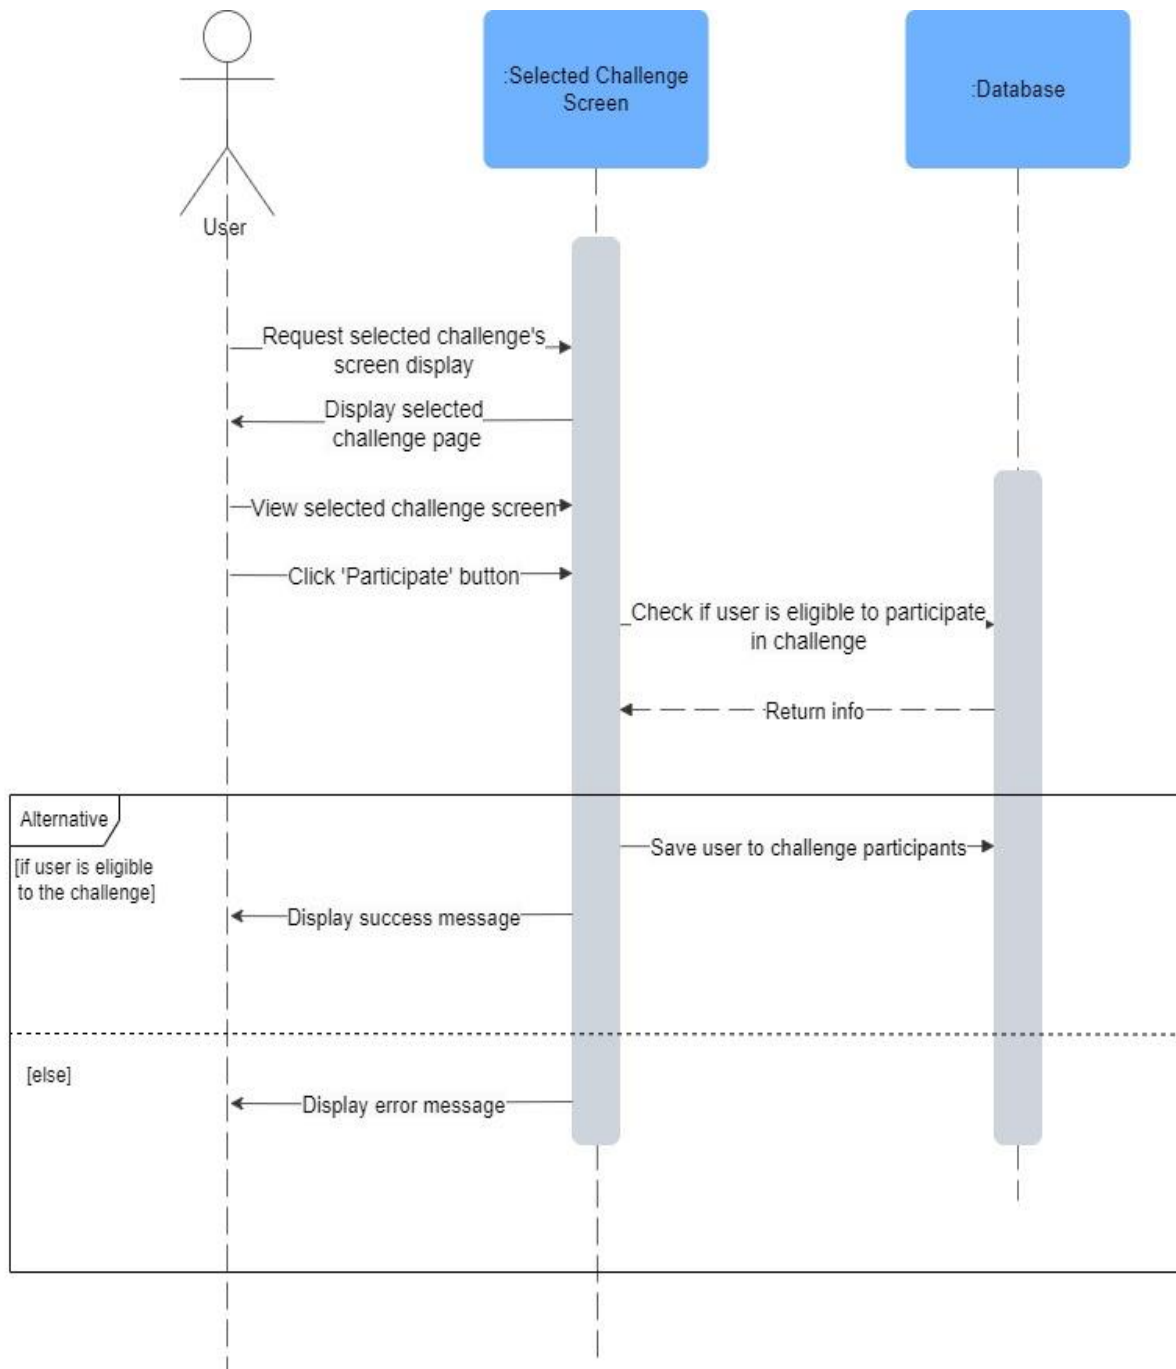 :Selected Challenge
Screen
:Database
User
Request selected challenge's
screen display
Display selected
challenge page
View selected challenge screen
Click 'Participate' button
Check if user is eligible to participate
in challenge
Return info
Alternative
[if user is eligible
to the challenge]
Save user to challenge participants
Display success message
[else]
Display error message